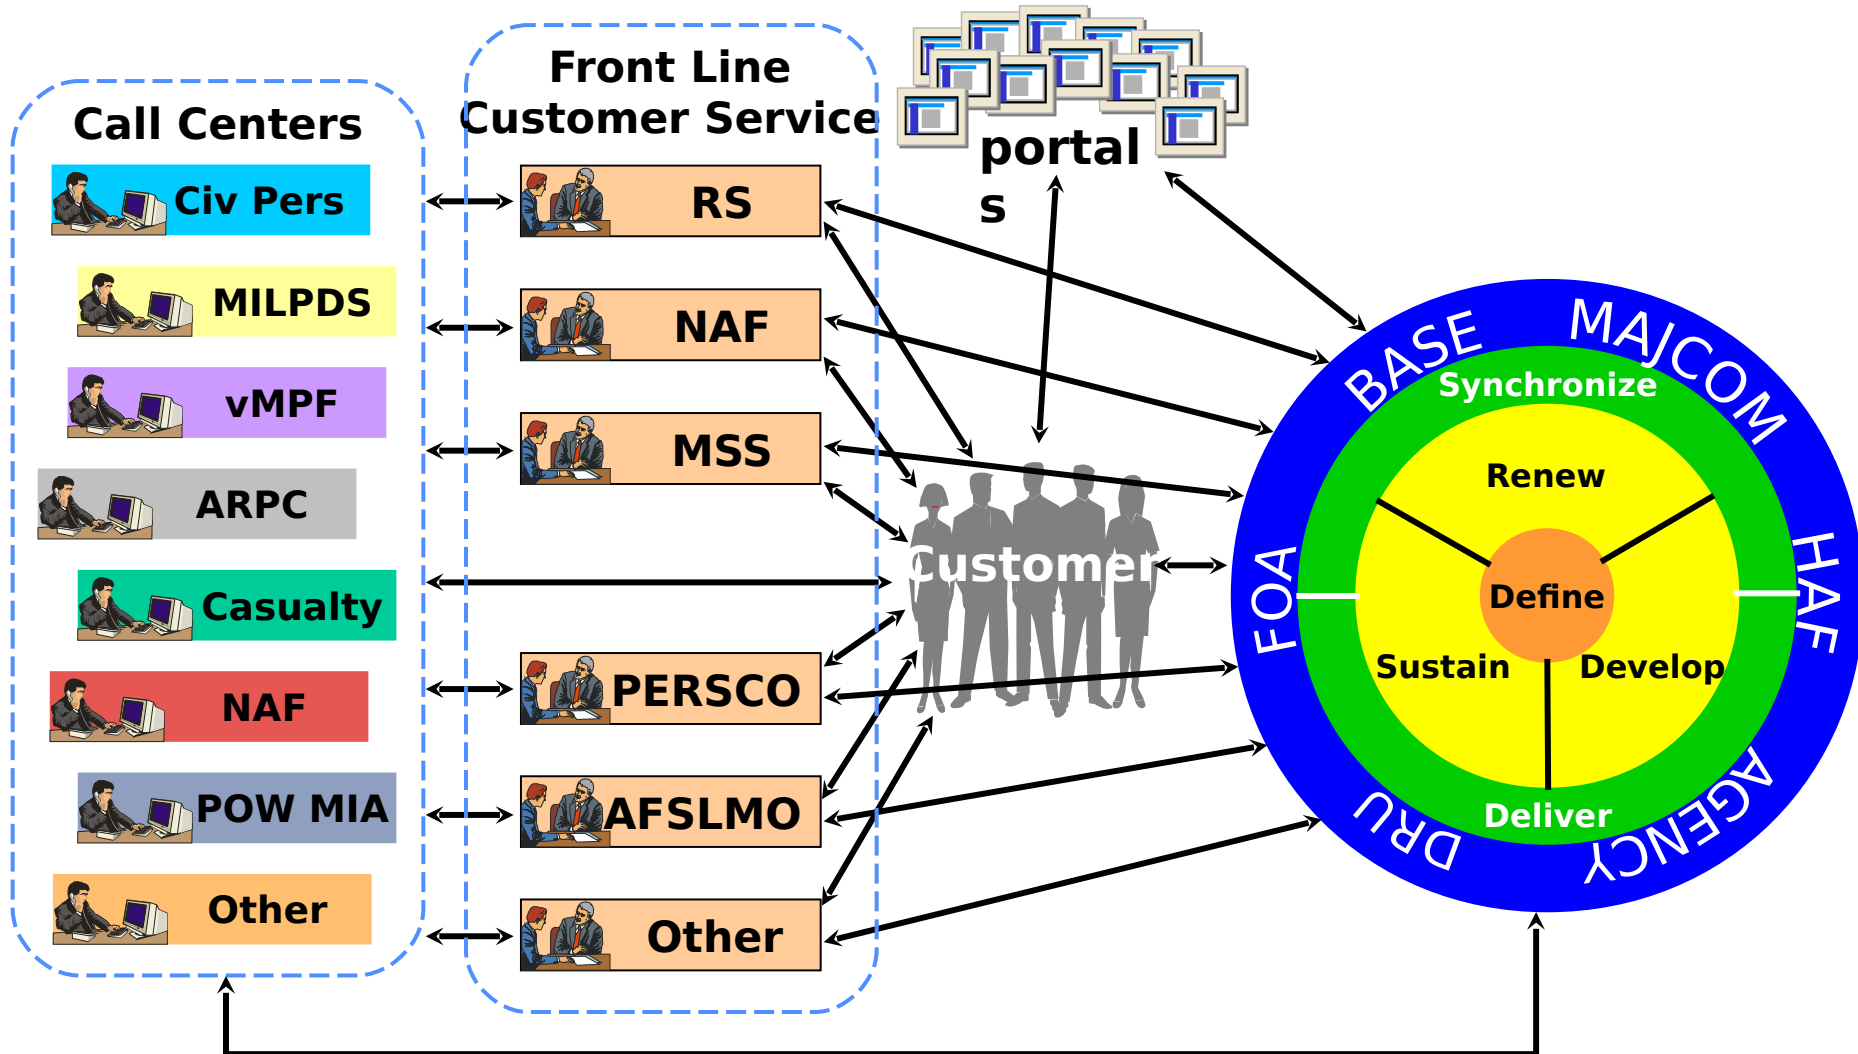 Call Centers
Civ Pers
MILPDS
vMPF
ARPC
Casualty
NAF
POW MIA
Other
Front Line
Customer Service
RS
NAF
MSS
PERSCO
AFSLMO
Other
portal
s
Customer
BASE
MAJCOM
HAF
AGENCY
DRU
FOA
Synchronize
Renew
Define
Sustain
Develop
Deliver